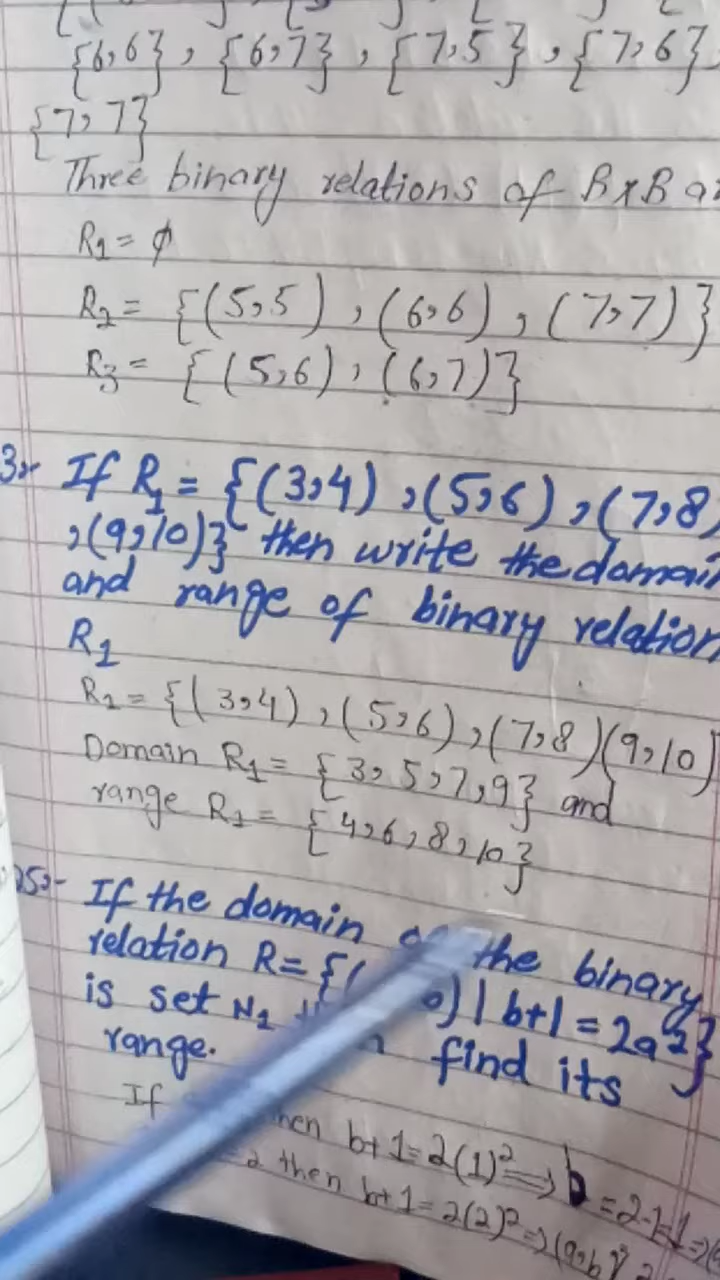 {6,6}, {6,7}, {7,5}, {7,6}
{7,7}
Three binary relations of B×B
R1 = ϕ
R2 = {(5,5), (6,6), (7,7)}
R3 = {(5,6), (6,7)}
3:- If R1 = {(3,4), (5,6), (7,8)
,(9,10)} then write the domain
and range of binary relation
R1
R1 = {(3,4), (5,6), (7,8)(9,10)
Domain R1 = {3,5,7,9} and
range R1 = {4,6,8,10}
If the domain the binary
relation R= {( ) | b+1 = 2a²}
is set N1 find its
range.
If then b+1=2(1)² ⟹ b = 2-1=1
2 then b+1 = 2(2)²